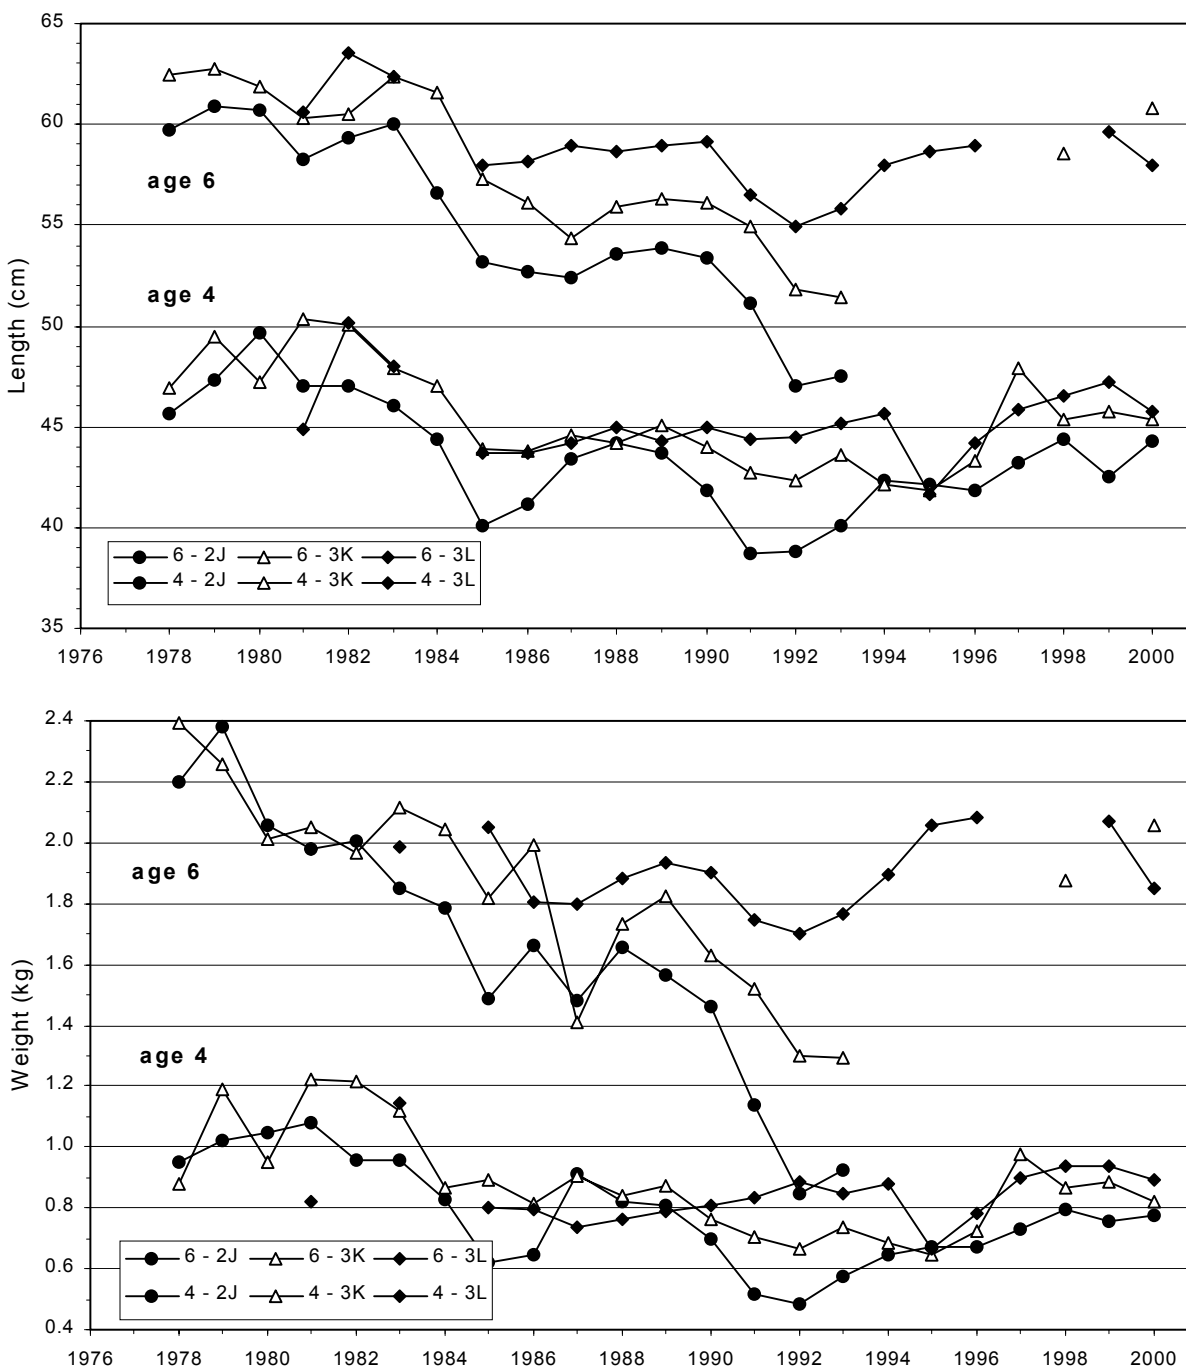 65
60
55
50
45
40
35
Length (cm)
age 6
age 4
6 - 2J 6 - 3K 6 - 3L
4 - 2J 4 - 3K 4 - 3L
1976 1978 1980 1982 1984 1986 1988 1990 1992 1994 1996 1998 2000
2.4
2.2
2.0
1.8
1.6
1.4
1.2
1.0
0.8
0.6
0.4
Weight (kg)
age 6
age 4
6 - 2J 6 - 3K 6 - 3L
4 - 2J 4 - 3K 4 - 3L
1976 1978 1980 1982 1984 1986 1988 1990 1992 1994 1996 1998 2000